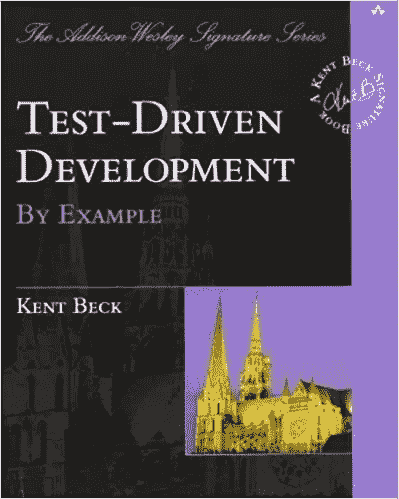 The Addison Wesley Signature Series
A KENT BECK SIGNATURE BOOK
TEST-DRIVEN
DEVELOPMENT
BY EXAMPLE
KENT BECK